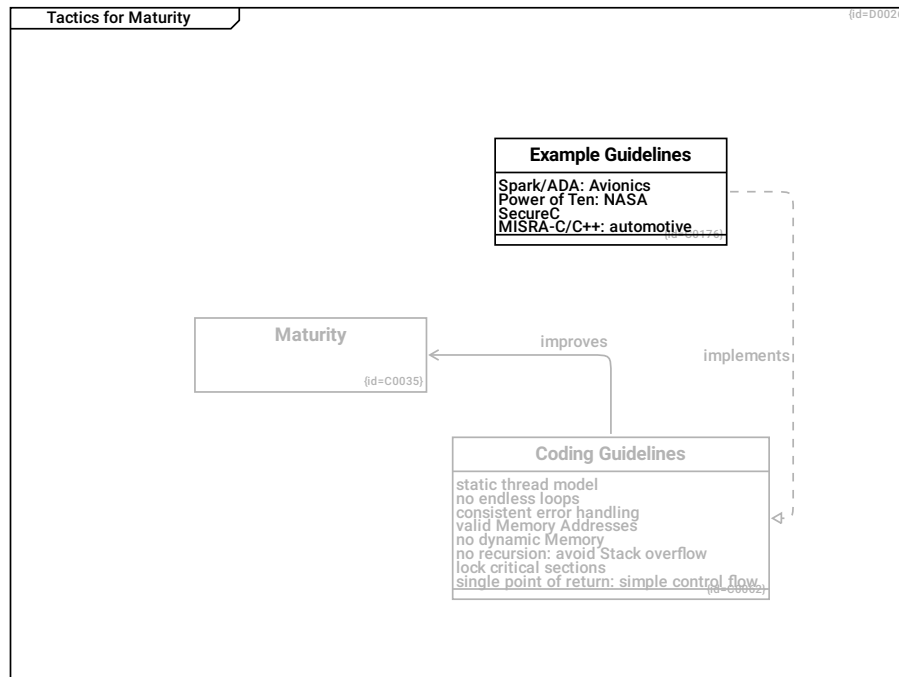 Tactics for Maturity
Example Guidelines
Spark/ADA: Avionics
Power of Ten: NASA
SecureC
MISRA-C/C++: automotive
improves
Maturity
implements
{id=C0035}
Coding Guidelines
static thread model
no endless loops
consistent error handling
valid Memory Addresses
no dynamic Memory
no recursion: avoid Stack overflow
lock critical sections
single point of return: simple control flow